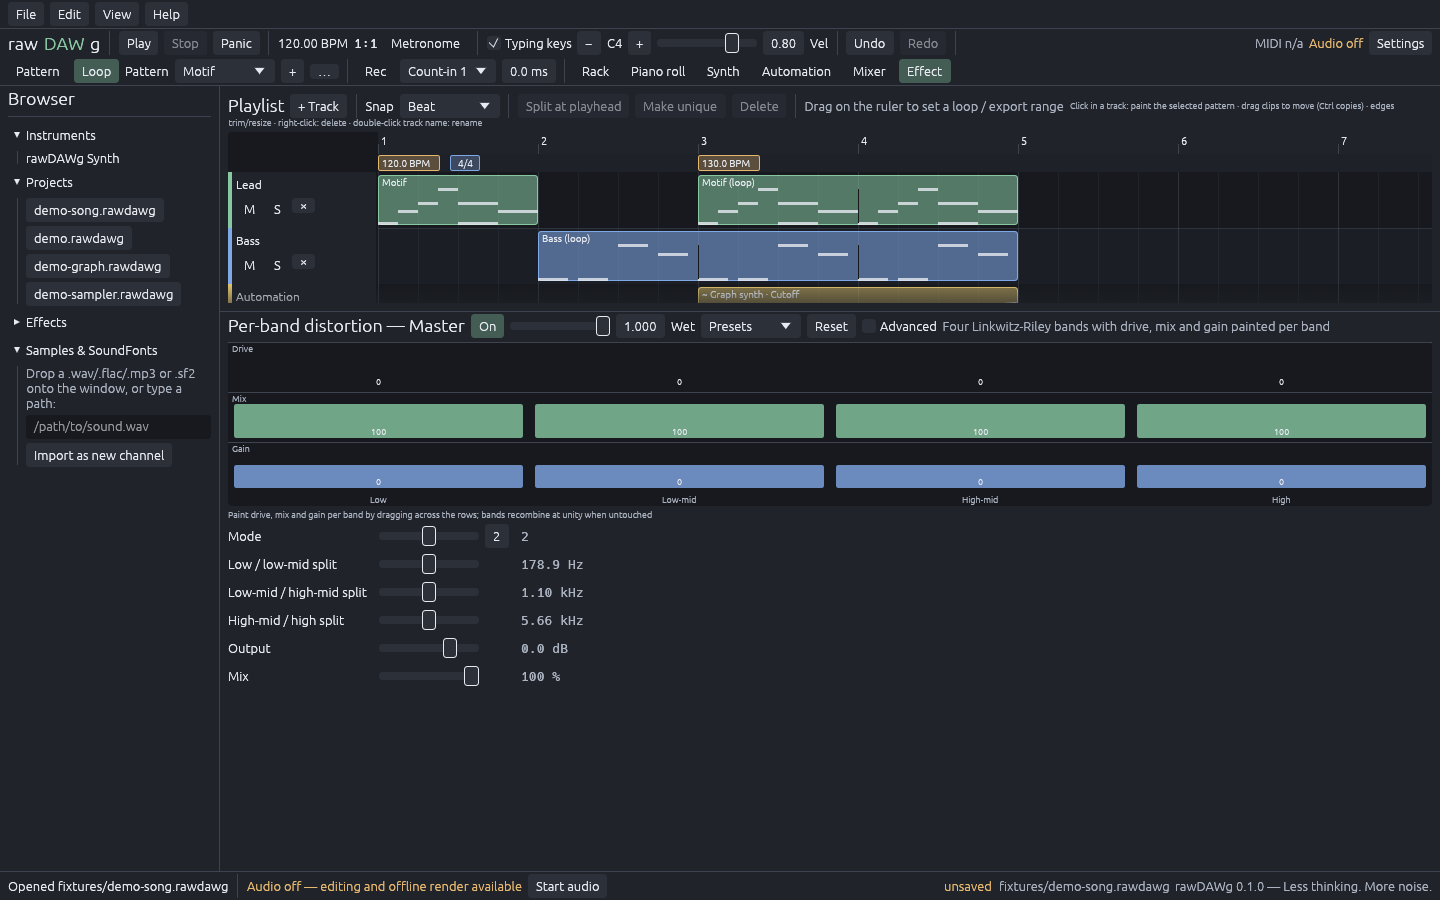 File Edit View Help
raw DAW g Play Stop Panic 120.00 BPM 1:1 Metronome Typing keys − C4 + 0.80 Vel Undo Redo MIDI n/a Audio off Settings
Pattern Loop Pattern Motif + ... Rec Count-in 1 0.0 ms Rack Piano roll Synth Automation Mixer Effect
Browser
Instruments
rawDAWg Synth
Projects
demo-song.rawdawg
demo.rawdawg
demo-graph.rawdawg
demo-sampler.rawdawg
Effects
Samples & SoundFonts
Drop a .wav/.flac/.mp3 or .sf2
onto the window, or type a
path:
/path/to/sound.wav
Import as new channel
Playlist + Track Snap Beat Split at playhead Make unique Delete Drag on the ruler to set a loop / export range Click in a track: paint the selected pattern · drag clips to move (Ctrl copies) · edges
trim/resize · right-click: delete · double-click track name: rename
1 2 3 4 5 6 7
120.0 BPM 4/4 130.0 BPM
Lead Motif Motif (loop)
M S ×
Bass Bass (loop)
M S ×
Automation ~ Graph synth · Cutoff
Per-band distortion — Master On 1.000 Wet Presets Reset Advanced Four Linkwitz-Riley bands with drive, mix and gain painted per band
Drive
0 0 0 0
Mix
100 100 100 100
Gain
0 0 0 0
Low Low-mid High-mid High
Paint drive, mix and gain per band by dragging across the rows; bands recombine at unity when untouched
Mode 2 2
Low / low-mid split 178.9 Hz
Low-mid / high-mid split 1.10 kHz
High-mid / high split 5.66 kHz
Output 0.0 dB
Mix 100 %
Opened fixtures/demo-song.rawdawg Audio off — editing and offline render available Start audio unsaved fixtures/demo-song.rawdawg rawDAWg 0.1.0 — Less thinking. More noise.